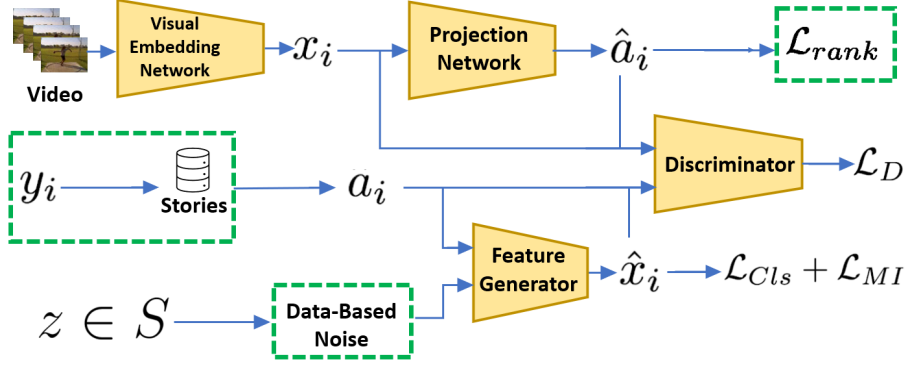 Visual
Embedding
Network
Video
x_i
Projection
Network
â_i
ℒ_rank
y_i
Stories
a_i
Discriminator
ℒ_D
Feature
Generator
x̂_i
ℒ_Cls + ℒ_MI
z ∈ S
Data-Based
Noise